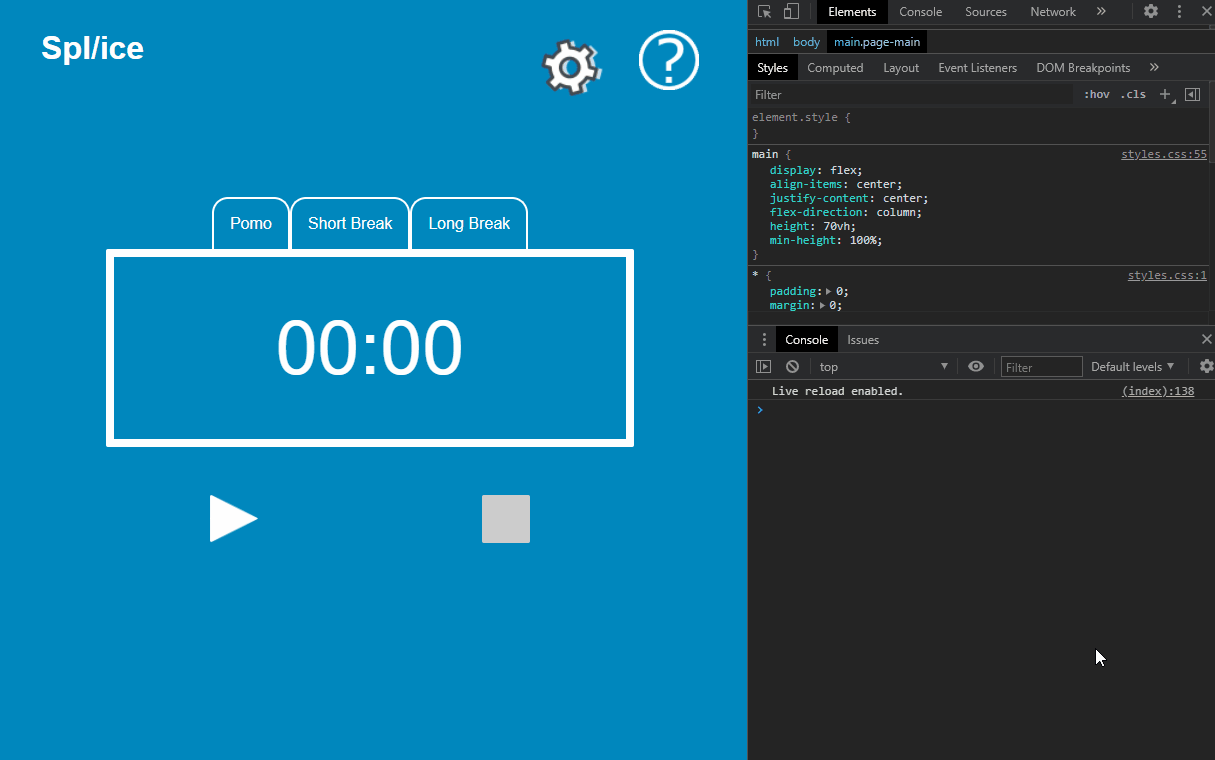 Spl/ice
?
Pomo Short Break Long Break
00:00
Elements Console Sources Network »
html body main.page-main
Styles Computed Layout Event Listeners DOM Breakpoints »
Filter :hov .cls +
element.style {
}
main { styles.css:55
display: flex;
align-items: center;
justify-content: center;
flex-direction: column;
height: 70vh;
min-height: 100%;
}
* { styles.css:1
padding: 0;
margin: 0;
Console Issues
top Filter Default levels
Live reload enabled. (index):138